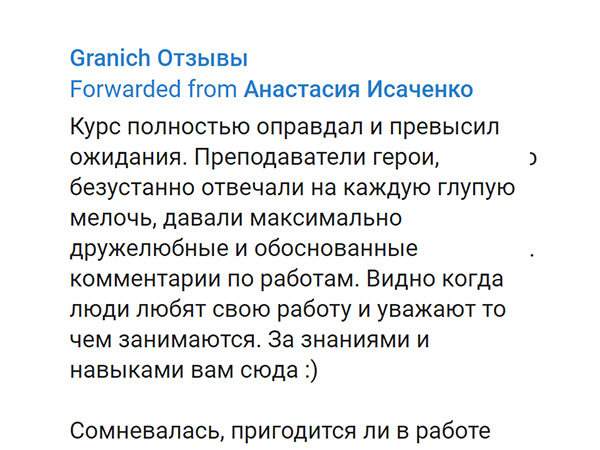 Granich Отзывы
Forwarded from Анастасия Исаченко
Курс полностью оправдал и превысил
ожидания. Преподаватели герои,
безустанно отвечали на каждую глупую
мелочь, давали максимально
дружелюбные и обоснованные
комментарии по работам. Видно когда
люди любят свою работу и уважают то
чем занимаются. За знаниями и
навыками вам сюда :)
Сомневалась, пригодится ли в работе